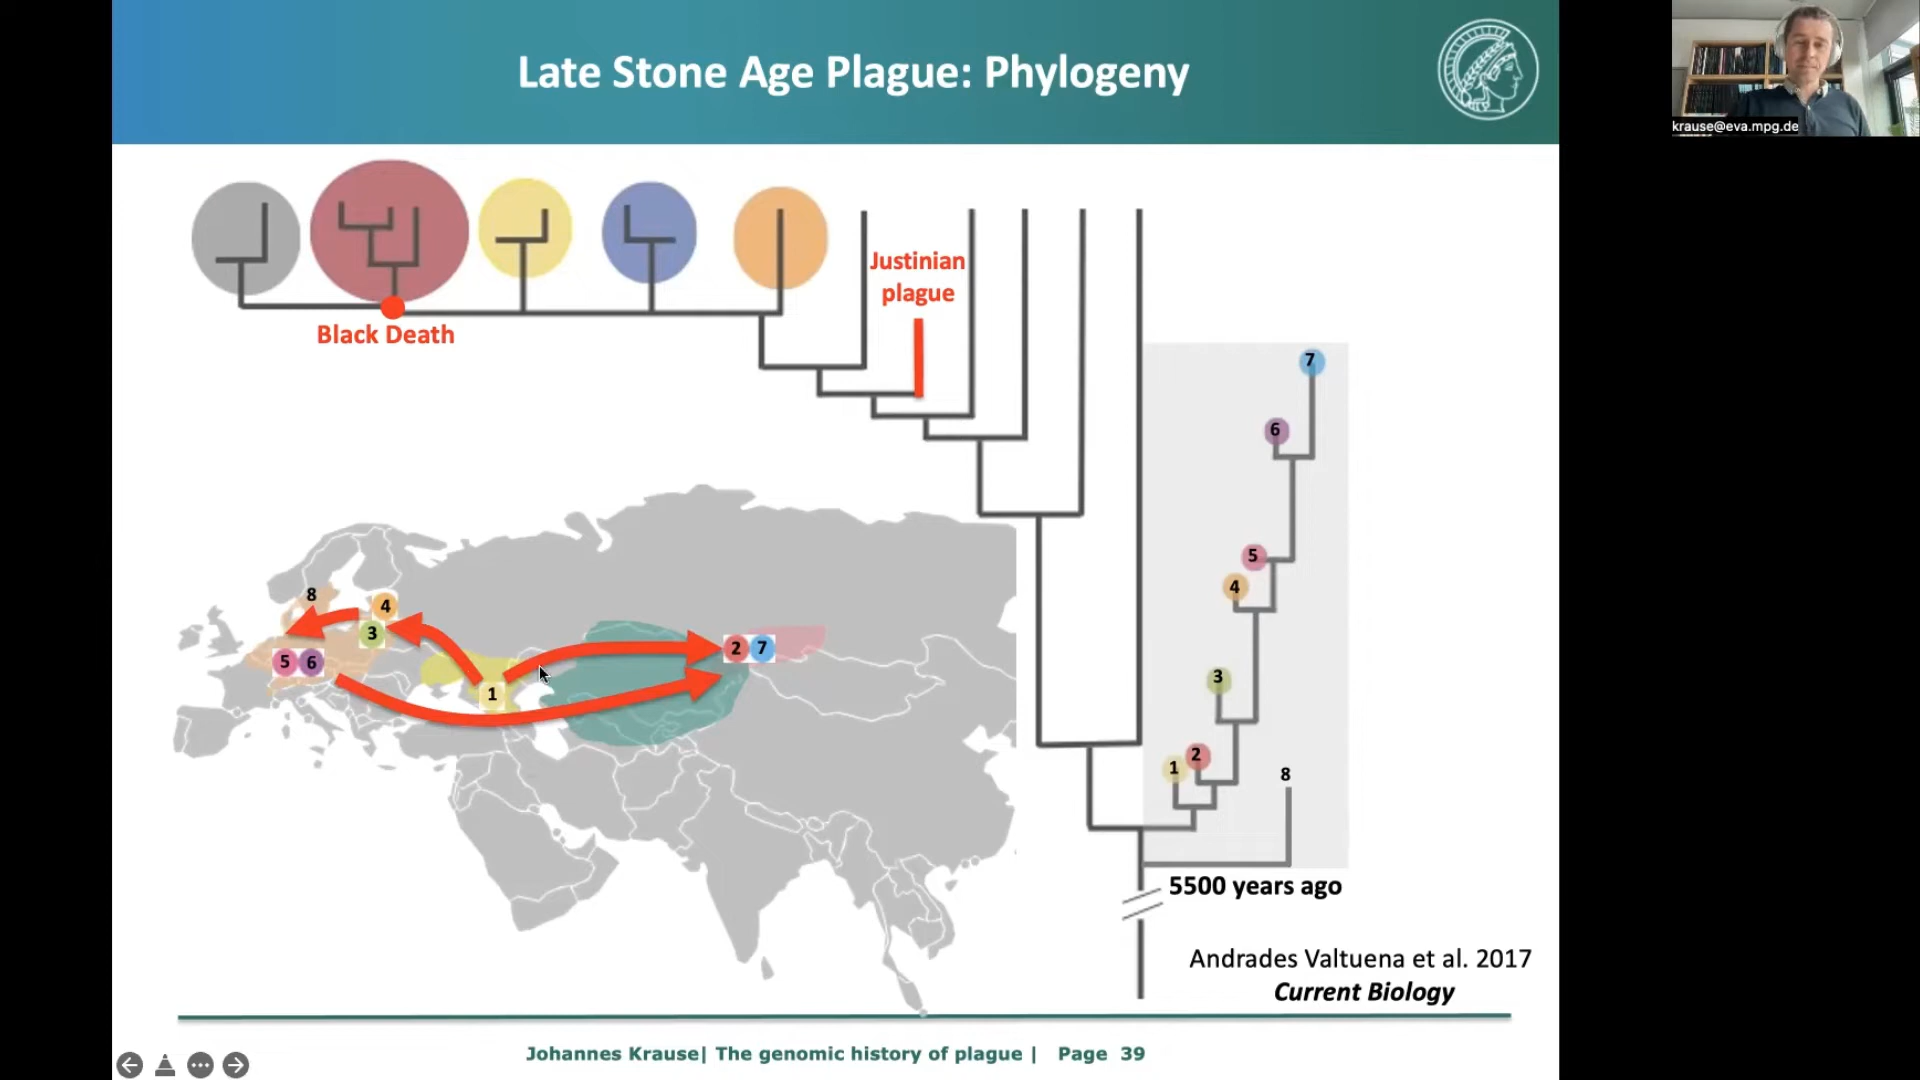 Late Stone Age Plague: Phylogeny
krause@eva.mpg.de
Justinian
plague
Black Death
7
6
5
4
3
2
1
8
8
4
3
5 6
2 7
1
5500 years ago
Andrades Valtuena et al. 2017
Current Biology
Johannes Krause| The genomic history of plague | Page 39